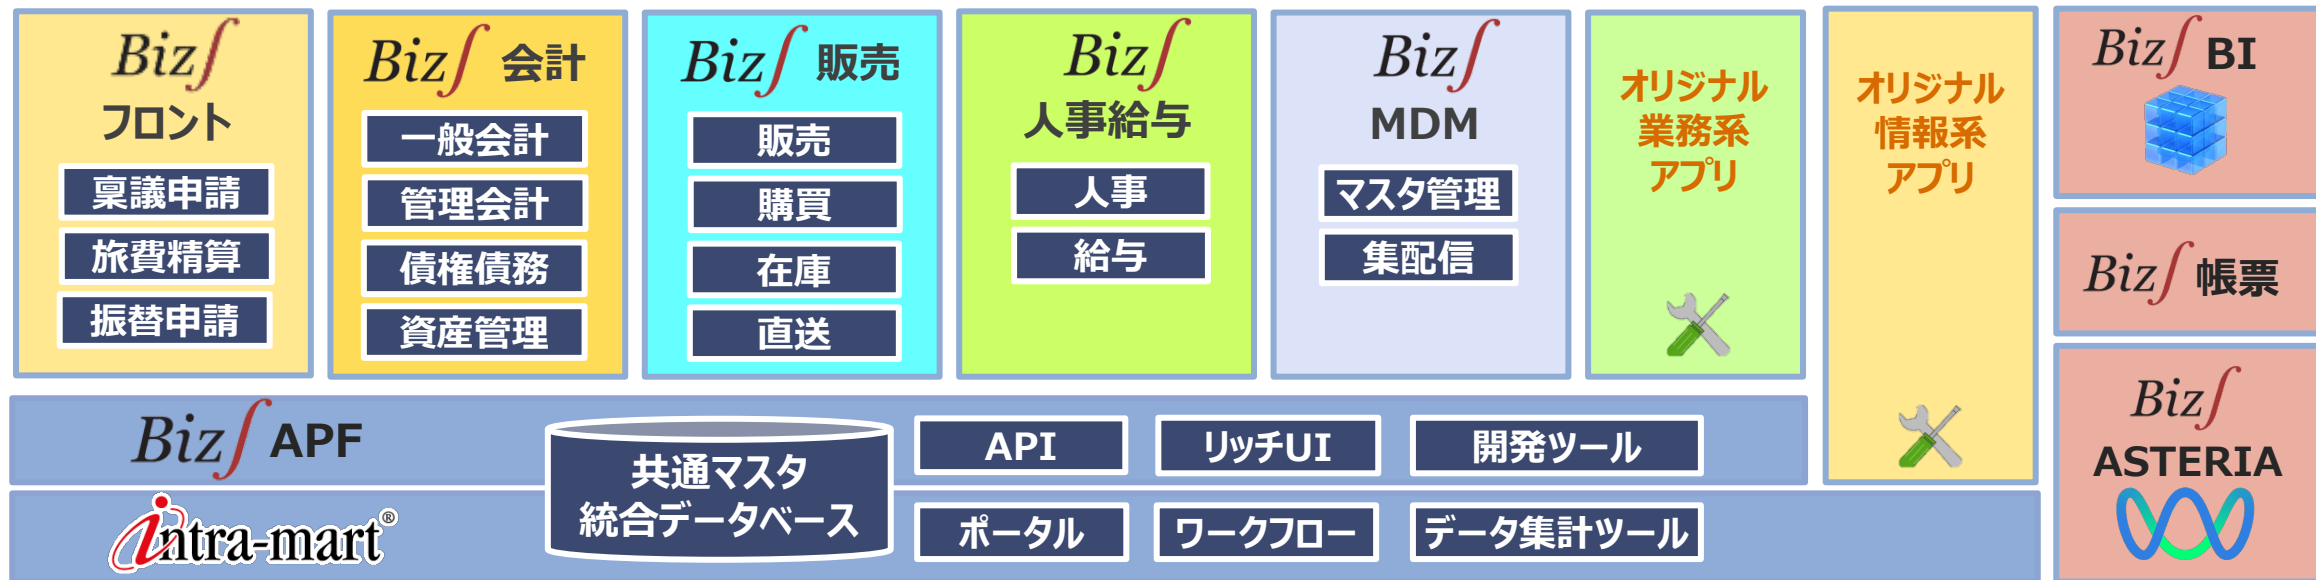 Biz∫
フロント
稟議申請
旅費精算
振替申請
Biz∫ 会計
一般会計
管理会計
債権債務
資産管理
Biz∫ 販売
販売
購買
在庫
直送
Biz∫
人事給与
人事
給与
Biz∫
MDM
マスタ管理
集配信
オリジナル
業務系
アプリ
オリジナル
情報系
アプリ
Biz∫ BI
Biz∫ 帳票
Biz∫
ASTERIA
Biz∫ APF
共通マスタ
統合データベース
API
リッチUI
開発ツール
intra-mart®
ポータル
ワークフロー
データ集計ツール